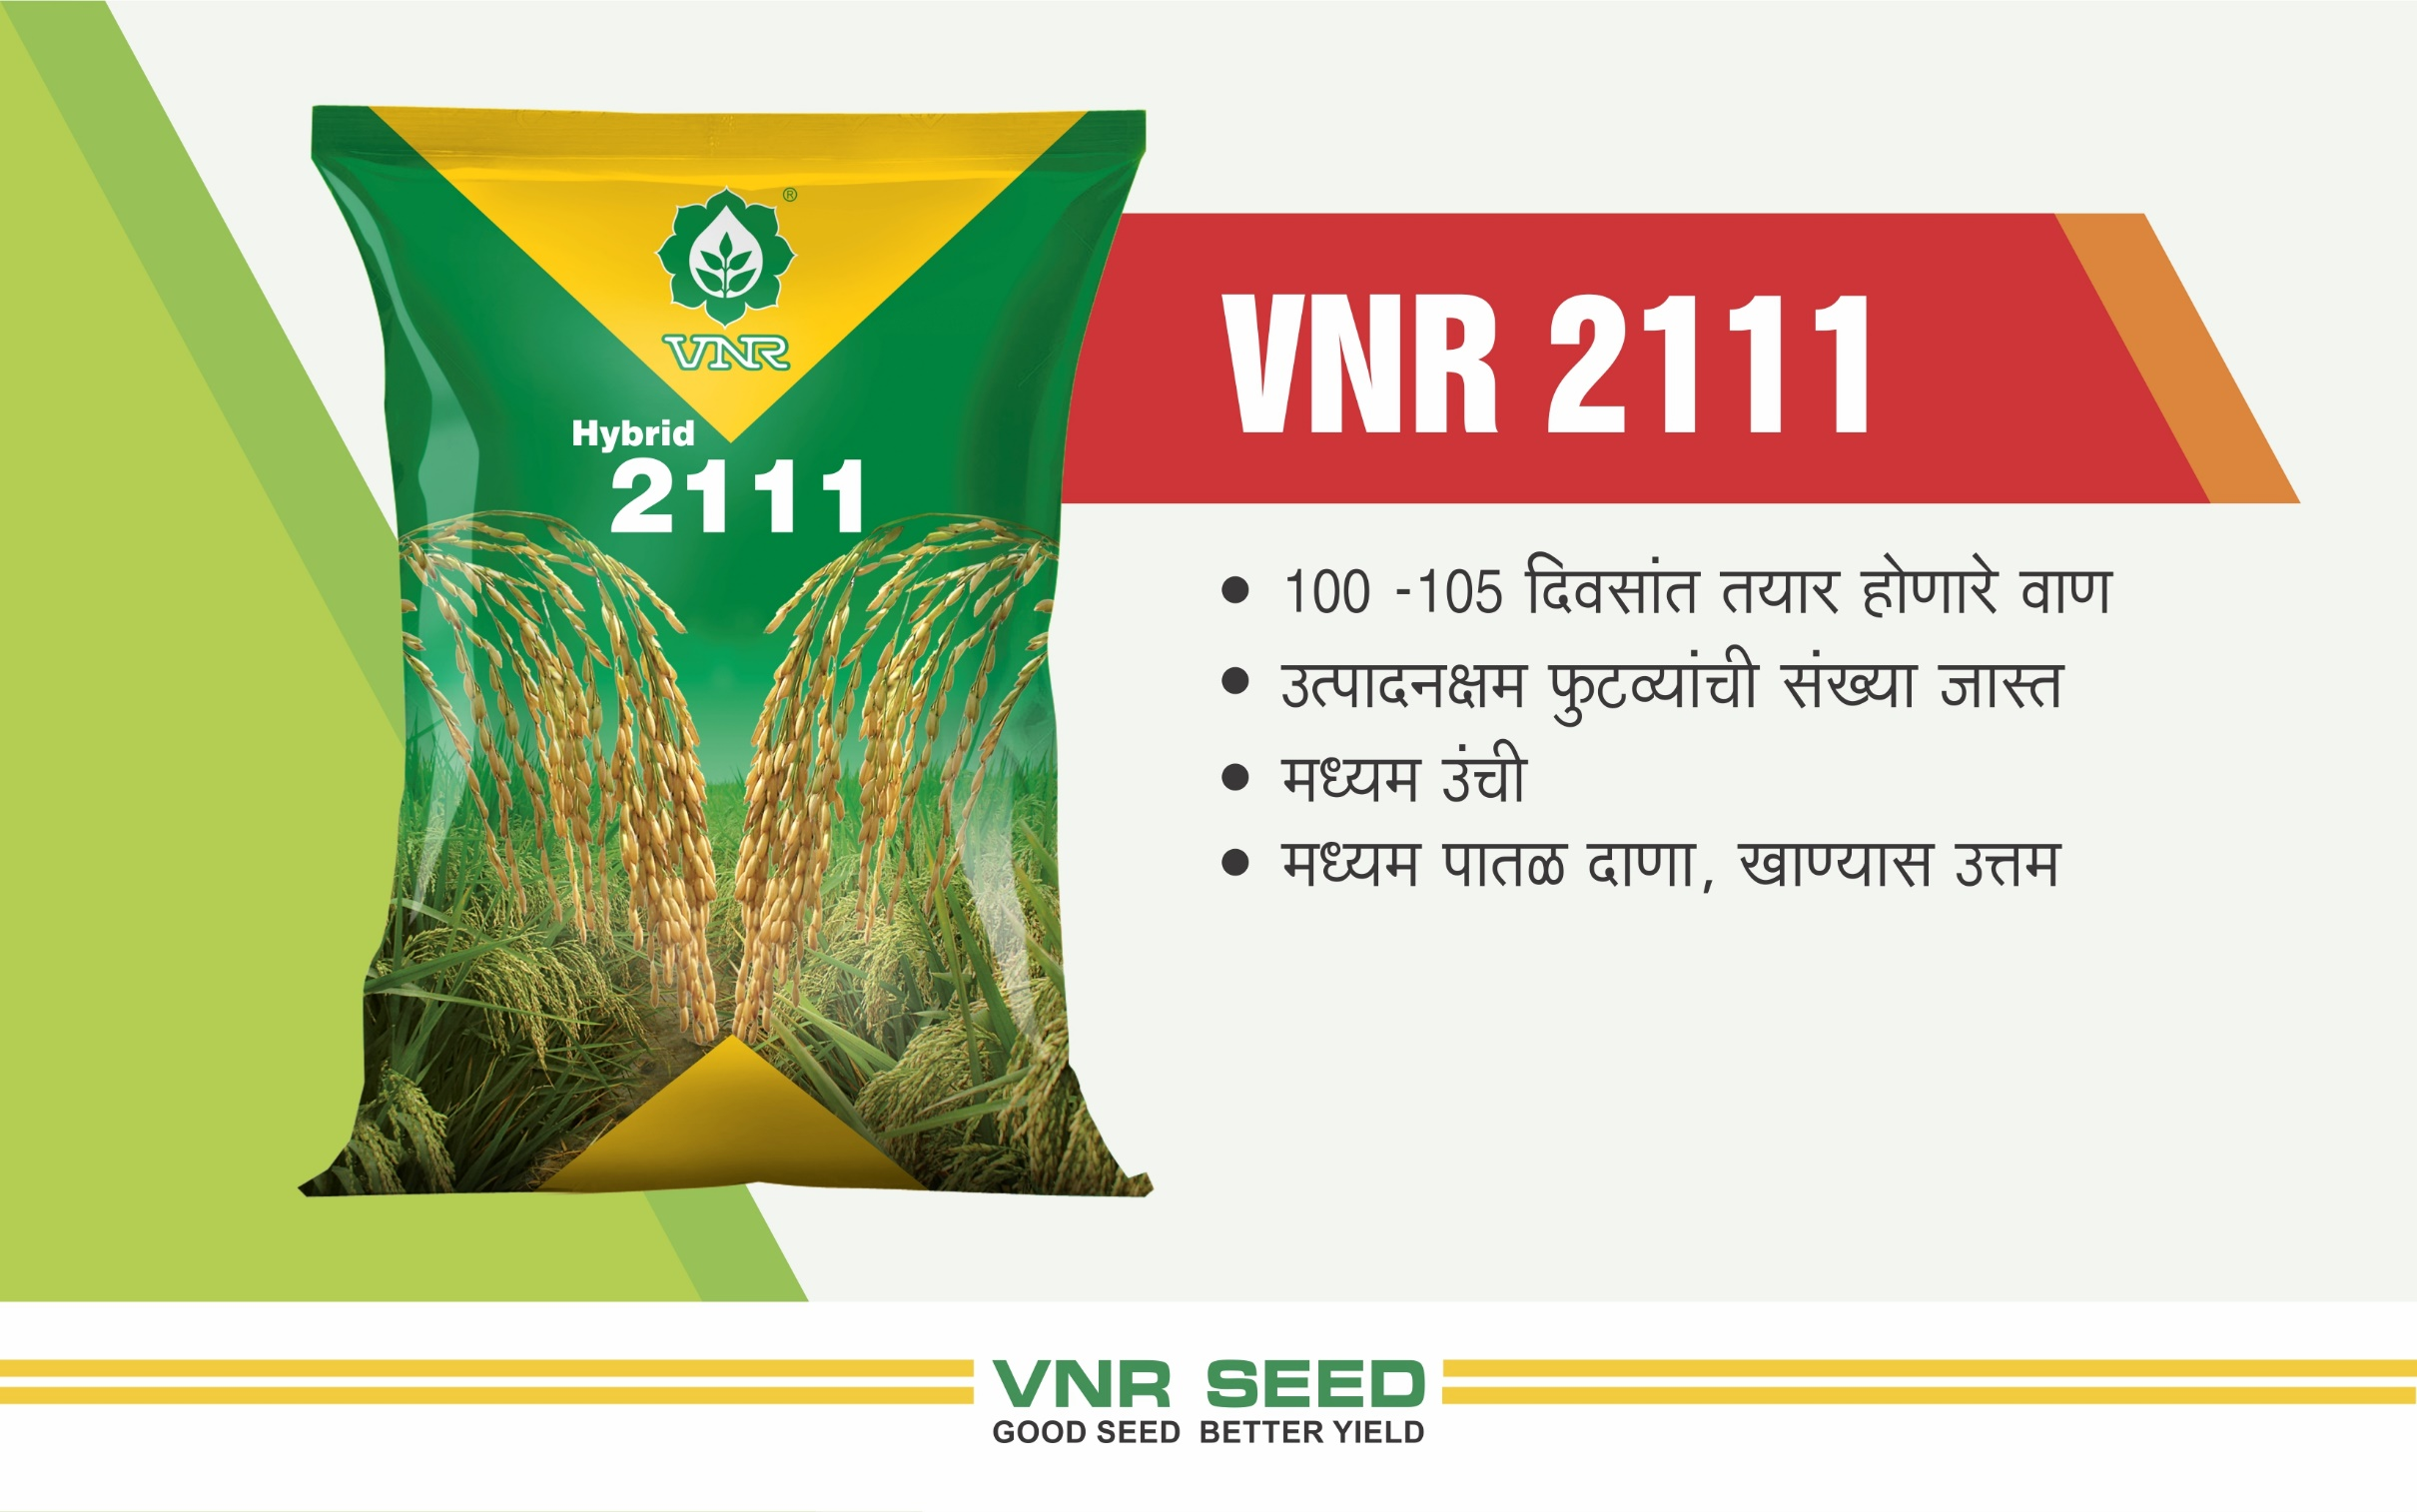 ®
VNR
Hybrid
2111
VNR 2111
• 100 -105 दिवसांत तयार होणारे वाण
• उत्पादनक्षम फुटव्यांची संख्या जास्त
• मध्यम उंची
• मध्यम पातळ दाणा, खाण्यास उत्तम
VNR SEED
GOOD SEED BETTER YIELD